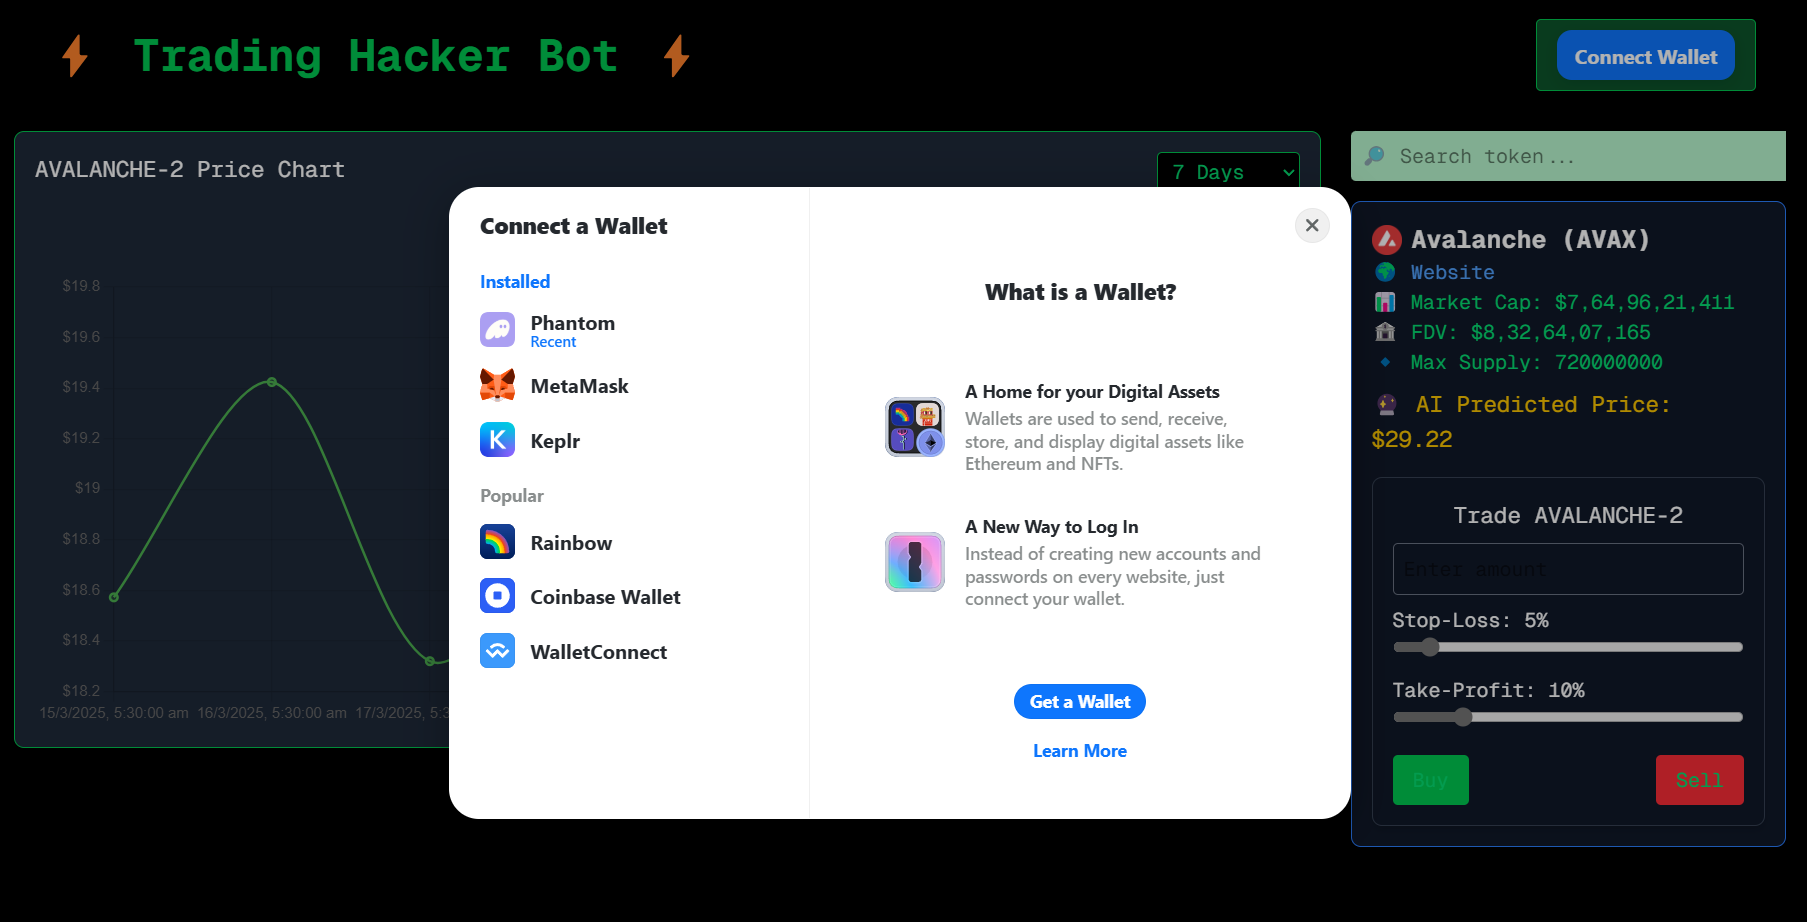 Trading Hacker Bot
Connect Wallet
AVALANCHE-2 Price Chart
7 Days
$19.8
$19.6
$19.4
$19.2
$19
$18.8
$18.6
$18.4
$18.2
15/3/2025, 5:30:00 am 16/3/2025, 5:30:00 am 17/3/2025, 5:3
Connect a Wallet
Installed
Phantom
Recent
MetaMask
Keplr
Popular
Rainbow
Coinbase Wallet
WalletConnect
What is a Wallet?
A Home for your Digital Assets
Wallets are used to send, receive,
store, and display digital assets like
Ethereum and NFTs.
A New Way to Log In
Instead of creating new accounts and
passwords on every website, just
connect your wallet.
Get a Wallet
Learn More
Search token...
Avalanche (AVAX)
Website
Market Cap: $7,64,96,21,411
FDV: $8,32,64,07,165
Max Supply: 720000000
AI Predicted Price:
$29.22
Trade AVALANCHE-2
Enter amount
Stop-Loss: 5%
Take-Profit: 10%
Buy
Sell